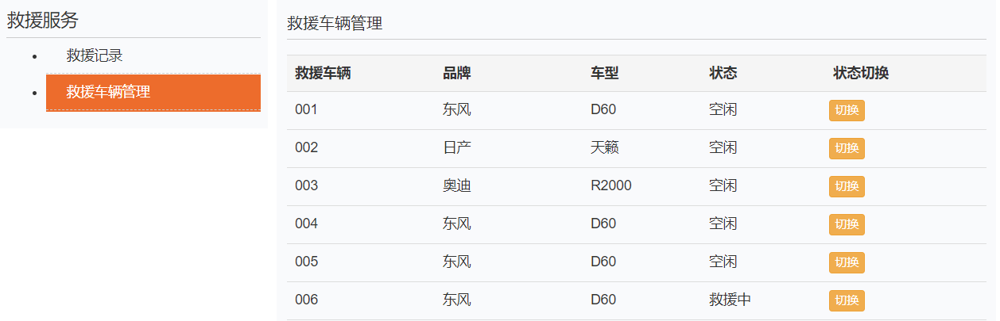 救援服务
救援记录
救援车辆管理
救援车辆管理
救援车辆 品牌 车型 状态 状态切换
001 东风 D60 空闲 切换
002 日产 天籁 空闲 切换
003 奥迪 R2000 空闲 切换
004 东风 D60 空闲 切换
005 东风 D60 空闲 切换
006 东风 D60 救援中 切换